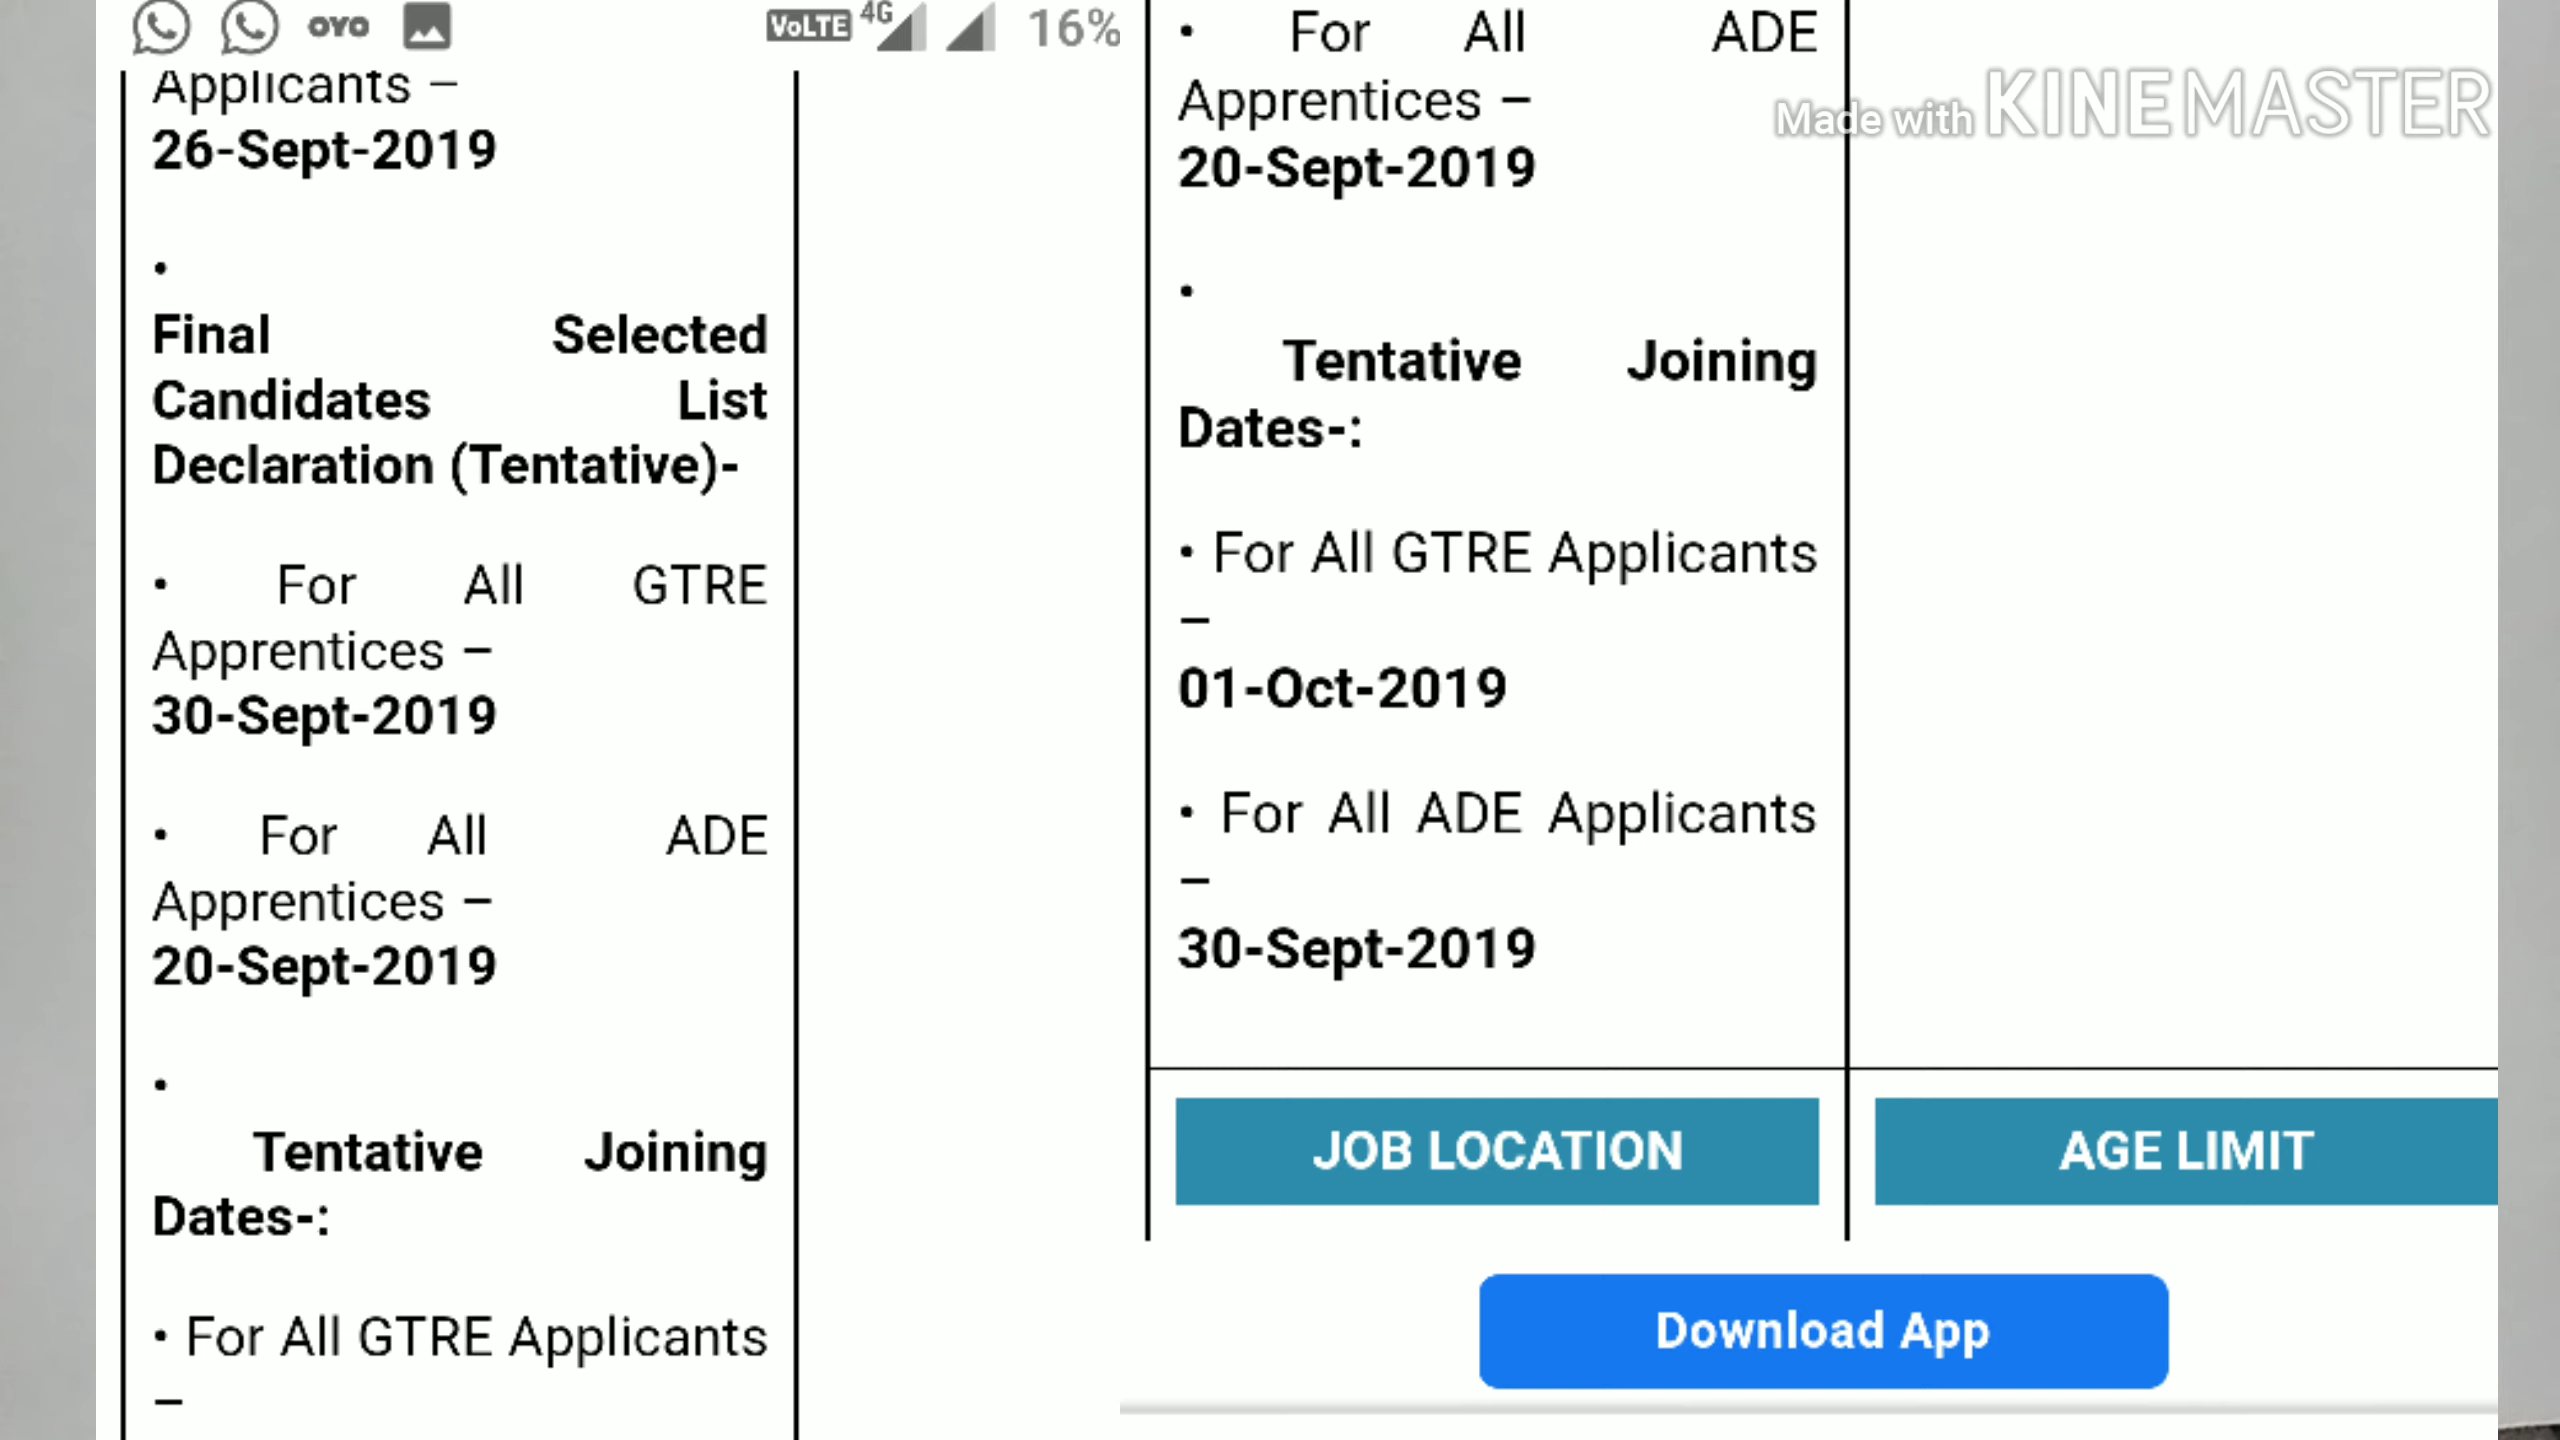 OYO VoLTE 4G 16%
Applicants –
26-Sept-2019
•
Final Selected
Candidates List
Declaration (Tentative)-
• For All GTRE
Apprentices –
30-Sept-2019
• For All ADE
Apprentices –
20-Sept-2019
•
Tentative Joining
Dates-:
• For All GTRE Applicants
–
• For All ADE
Apprentices –
20-Sept-2019
•
Tentative Joining
Dates-:
• For All GTRE Applicants
–
01-Oct-2019
• For All ADE Applicants
–
30-Sept-2019
JOB LOCATION
AGE LIMIT
Download App
Made with KINEMASTER